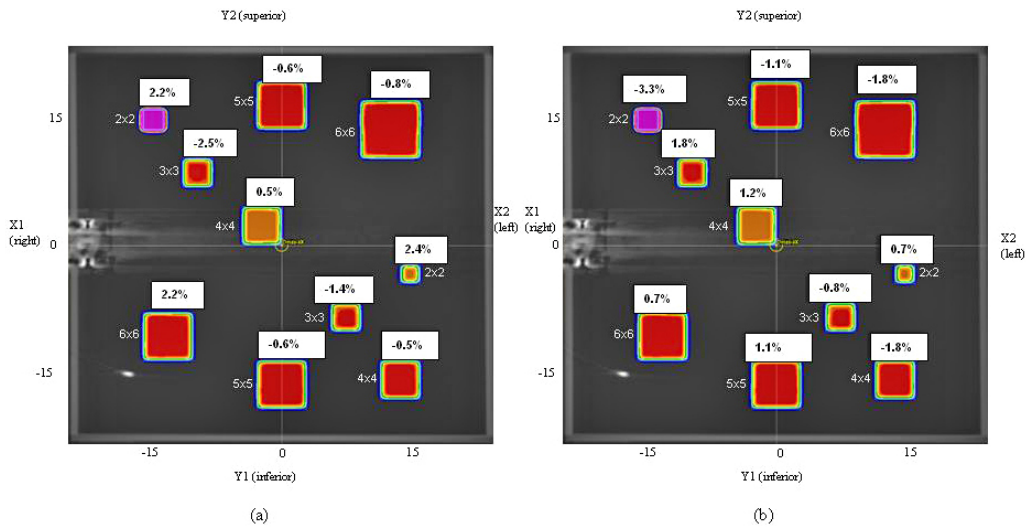 Y2 (superior)
-0.6%
-0.8%
2.2%
5x5
15
2x2
6x6
-2.5%
3x3
0.5%
X1
(right)
4x4
X2
(left)
0
2.4%
2x2
2.2%
-1.4%
3x3
6x6
-0.6%
-0.5%
-15
5x5
4x4
-15
0
15
Y1 (inferior)
(a)
Y2 (superior)
-1.1%
-1.8%
-3.3%
5x5
15
2x2
6x6
1.8%
3x3
1.2%
X1
(right)
4x4
X2
(left)
0
0.7%
2x2
0.7%
-0.8%
3x3
6x6
1.1%
-1.8%
-15
5x5
4x4
-15
0
15
Y1 (inferior)
(b)